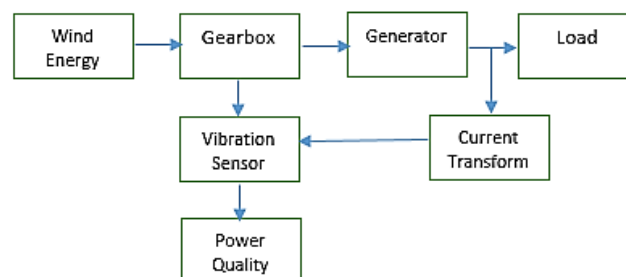 Wind
Energy
Gearbox
Generator
Load
Vibration
Sensor
Current
Transform
Power
Quality